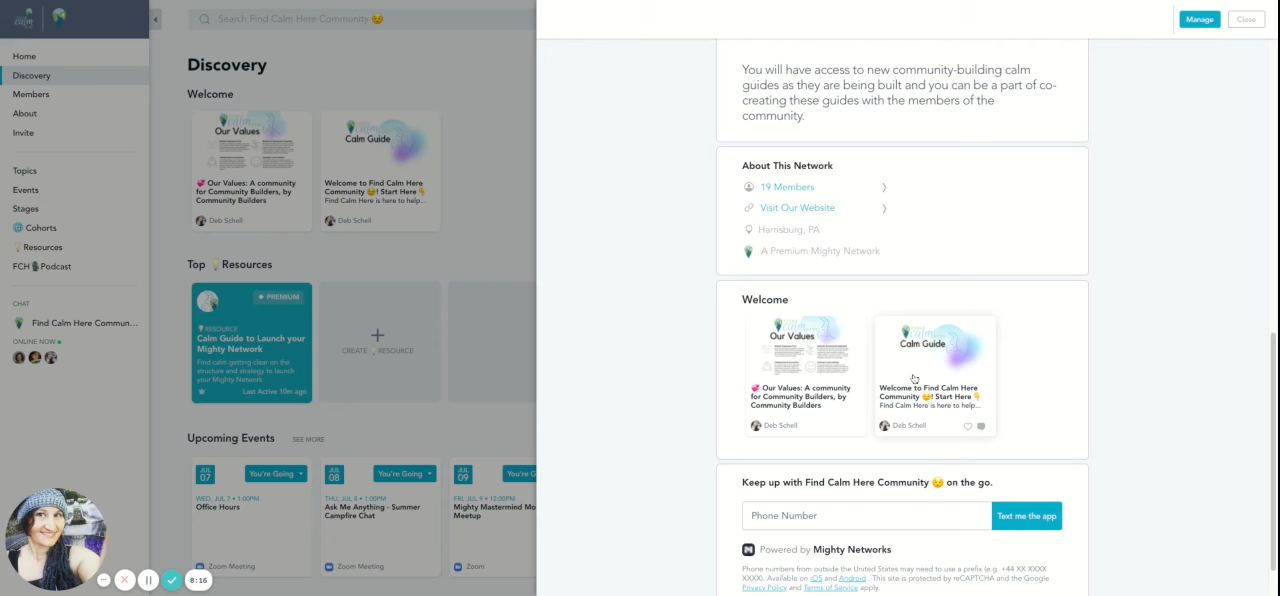 calm
Search Find Calm Here Community 😌
Manage
Close
Home
Discovery
Members
About
Invite
Topics
Events
Stages
🌐 Cohorts
💡Resources
FCH🎙️Podcast
CHAT
Find Calm Here Commun...
ONLINE NOW
Discovery
Welcome
Our Values
💞 Our Values: A community
for Community Builders, by
Community Builders
Deb Schell
calm
Calm Guide
Welcome to Find Calm Here
Community 😌! Start Here 👇
Find Calm Here is here to help...
Deb Schell
Top 💡Resources
PREMIUM
💡RESOURCE
Calm Guide to Launch your
Mighty Network
Find calm getting clear on the
structure and strategy to launch
your Mighty Network
Last Active 10m ago
CREATE 💡RESOURCE
Upcoming Events
SEE MORE
JUL
07
You're Going
WED, JUL 7 • 1:00PM
Office Hours
Zoom Meeting
JUL
08
You're Going
THU, JUL 8 • 1:00PM
Ask Me Anything - Summer
Campfire Chat
Zoom Meeting
JUL
09
You're G
FRI, JUL 9 • 12:00PM
Mighty Mastermind Mo
Meetup
Zoom
8:16
You will have access to new community-building calm
guides as they are being built and you can be a part of co-
creating these guides with the members of the
community.
About This Network
19 Members
Visit Our Website
Harrisburg, PA
A Premium Mighty Network
Welcome
Our Values
💞 Our Values: A community
for Community Builders, by
Community Builders
Deb Schell
calm
Calm Guide
Welcome to Find Calm Here
Community 😌! Start Here 👇
Find Calm Here is here to help...
Deb Schell
Keep up with Find Calm Here Community 😌 on the go.
Phone Number
Text me the app
Powered by Mighty Networks
Phone numbers from outside the United States may need to use a prefix (e.g. +44 XX XXXX
XXXX). Available on iOS and Android . This site is protected by reCAPTCHA and the Google
Privacy Policy and Terms of Service apply.